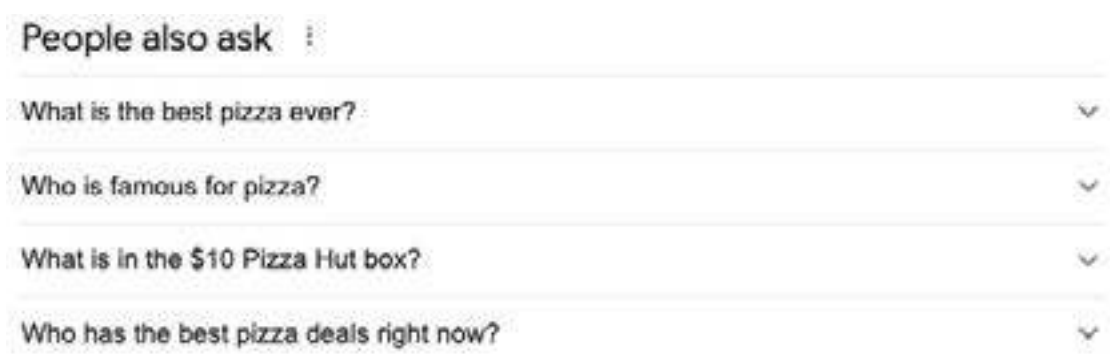 People also ask
What is the best pizza ever?
Who is famous for pizza?
What is in the $10 Pizza Hut box?
Who has the best pizza deals right now?